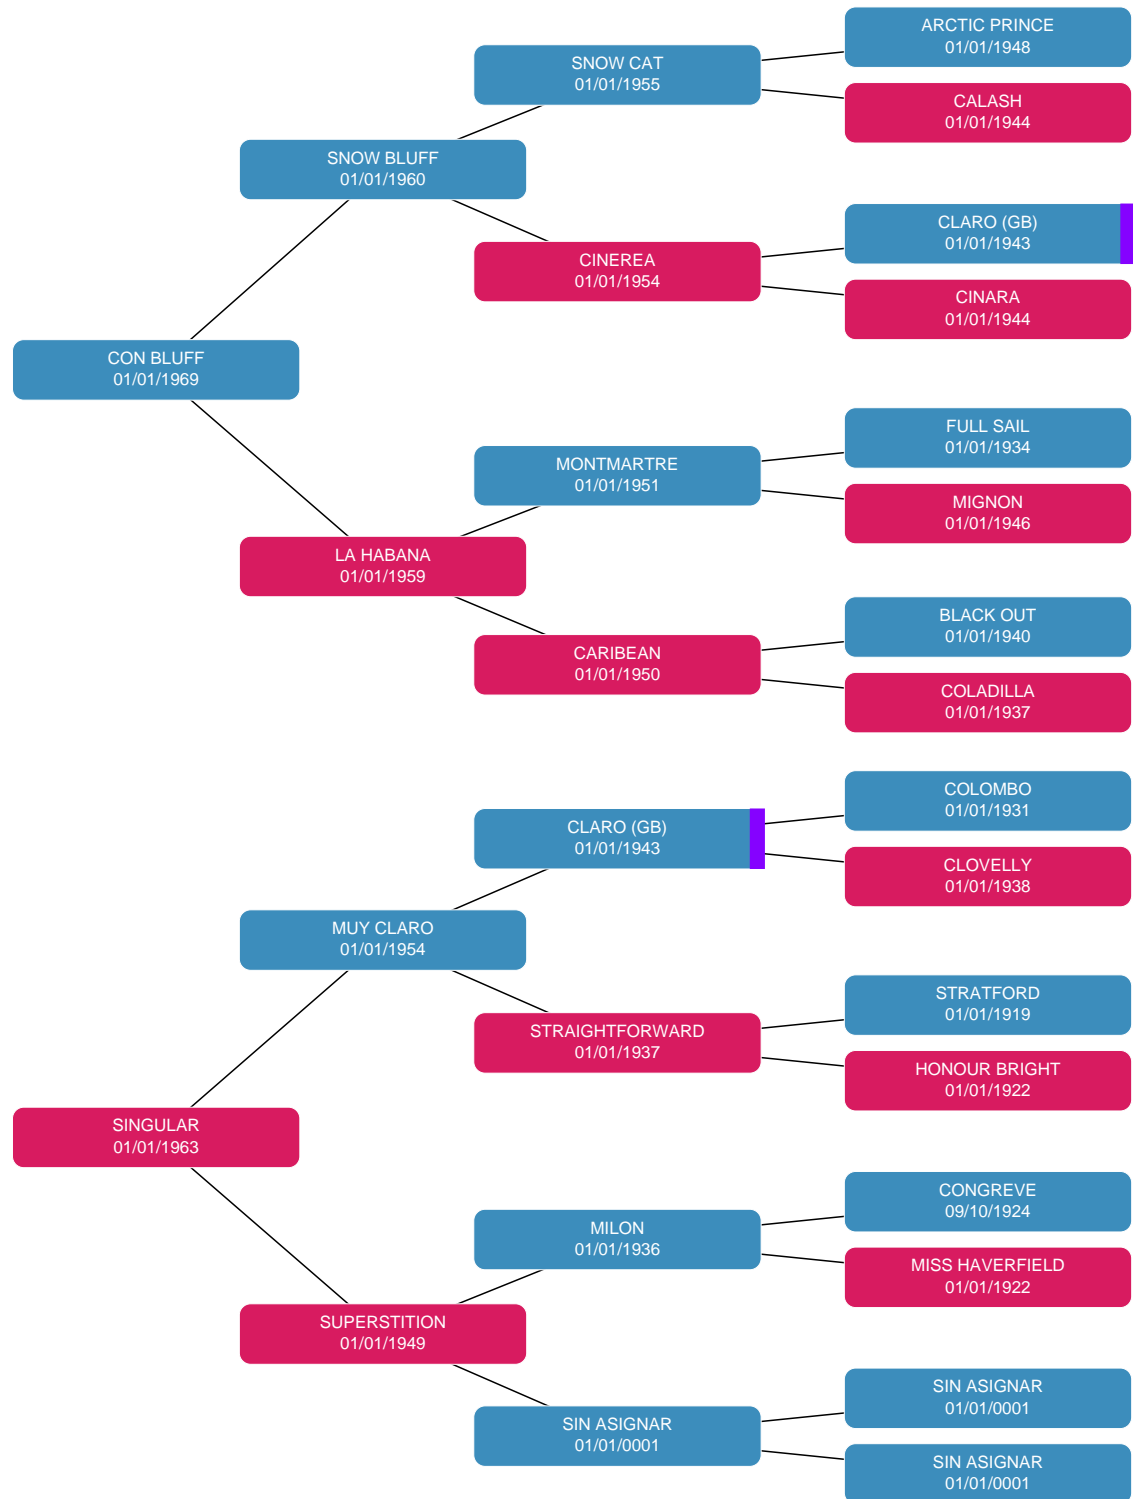 ARCTIC PRINCE
01/01/1948
SNOW CAT
01/01/1955
CALASH
01/01/1944
SNOW BLUFF
01/01/1960
CLARO (GB)
01/01/1943
CINEREA
01/01/1954
CINARA
01/01/1944
CON BLUFF
01/01/1969
FULL SAIL
01/01/1934
MONTMARTRE
01/01/1951
MIGNON
01/01/1946
LA HABANA
01/01/1959
BLACK OUT
01/01/1940
CARIBEAN
01/01/1950
COLADILLA
01/01/1937
COLOMBO
01/01/1931
CLARO (GB)
01/01/1943
CLOVELLY
01/01/1938
MUY CLARO
01/01/1954
STRATFORD
01/01/1919
STRAIGHTFORWARD
01/01/1937
HONOUR BRIGHT
01/01/1922
SINGULAR
01/01/1963
CONGREVE
09/10/1924
MILON
01/01/1936
MISS HAVERFIELD
01/01/1922
SUPERSTITION
01/01/1949
SIN ASIGNAR
01/01/0001
SIN ASIGNAR
01/01/0001
SIN ASIGNAR
01/01/0001